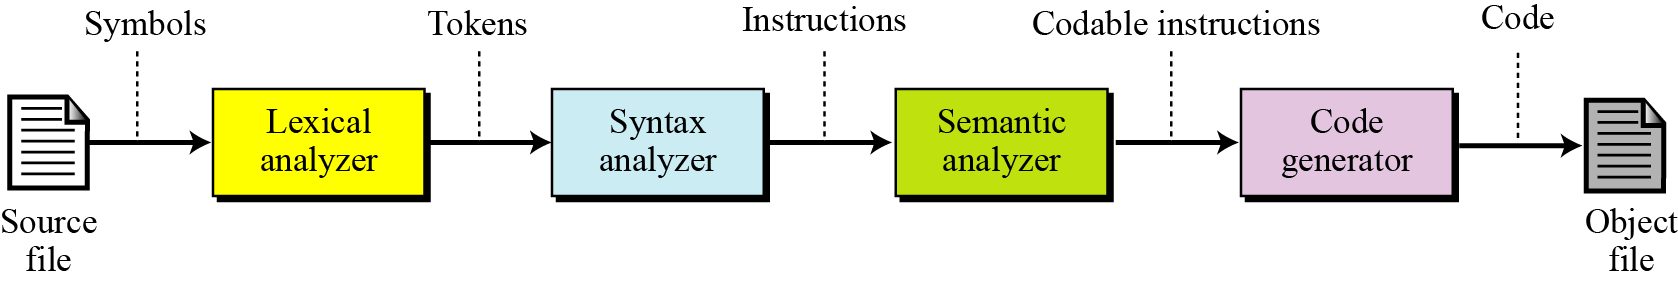 Symbols
Tokens
Instructions
Codable instructions
Code
Lexical
analyzer
Syntax
analyzer
Semantic
analyzer
Code
generator
Source
file
Object
file